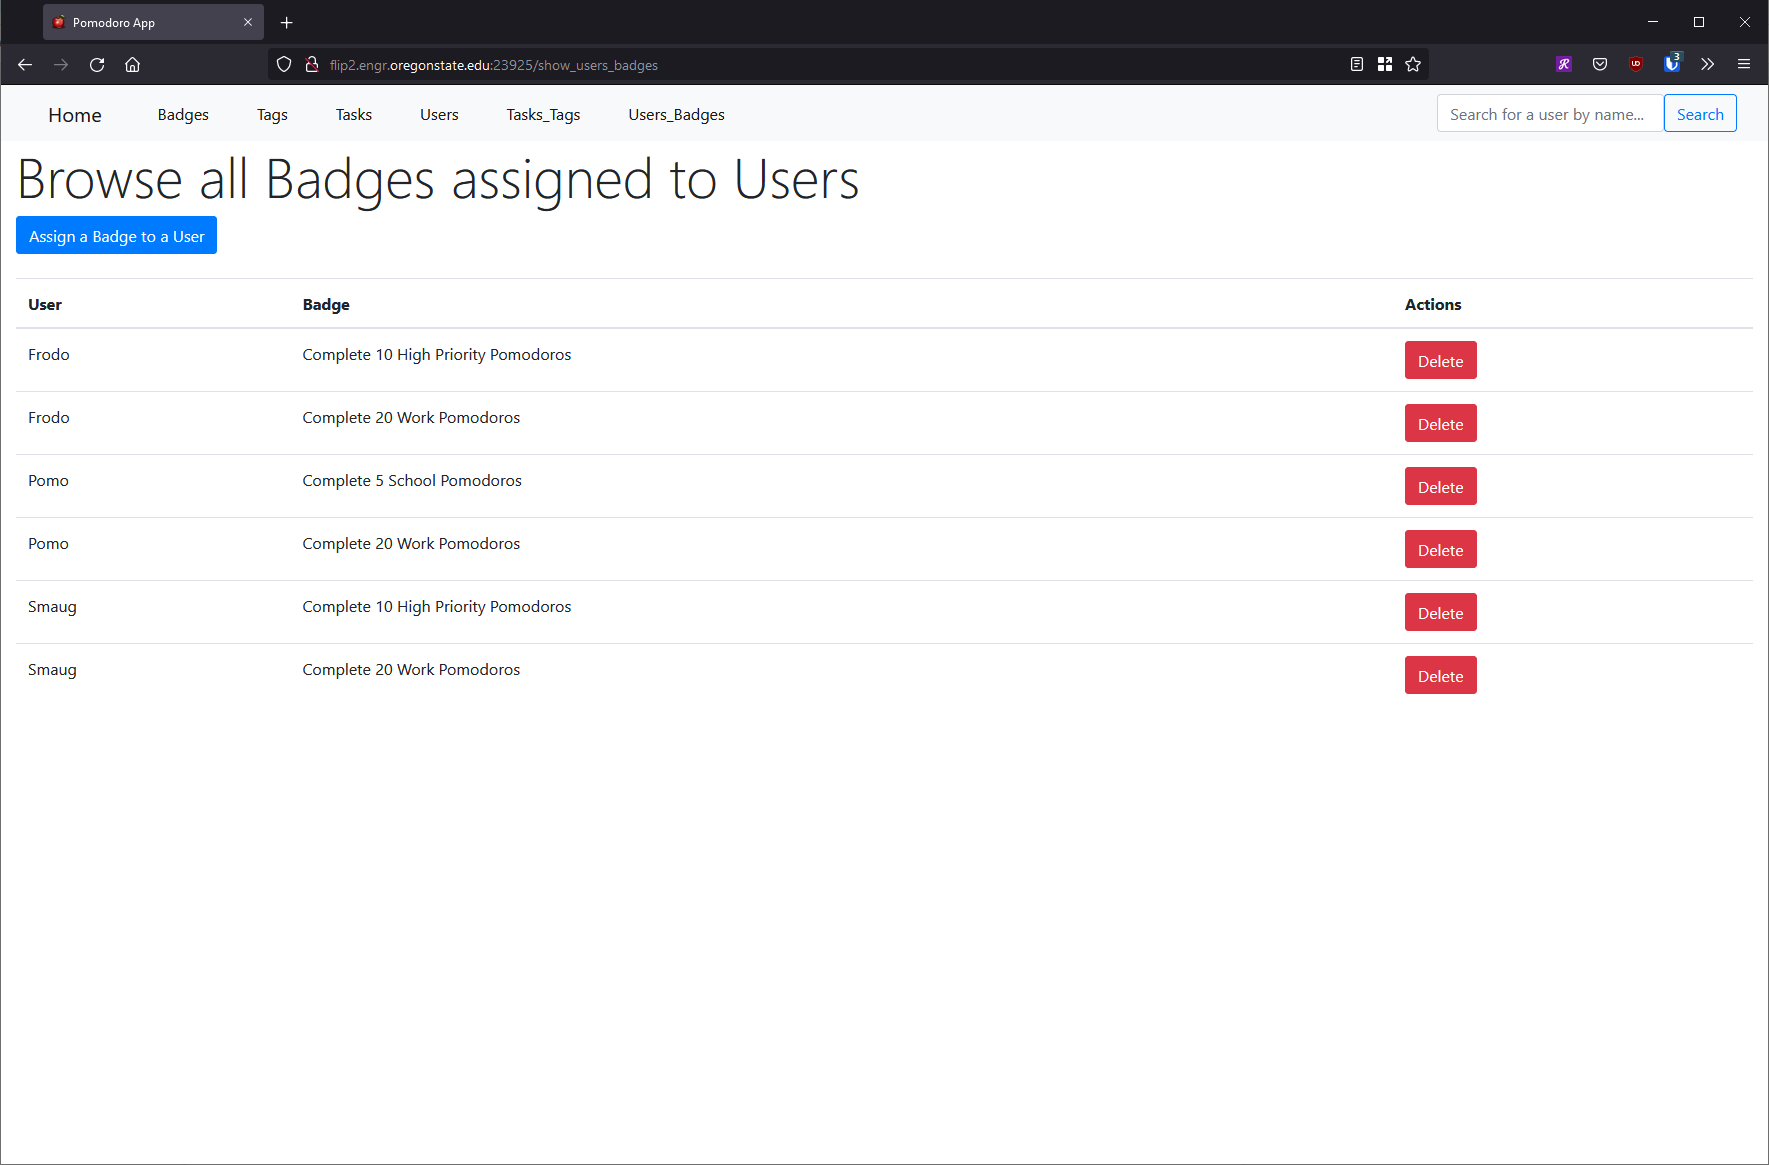 Pomodoro App
flip2.engr.oregonstate.edu:23925/show_users_badges
3
Home Badges Tags Tasks Users Tasks_Tags Users_Badges Search for a user by name... Search
Browse all Badges assigned to Users
Assign a Badge to a User
User Badge Actions
Frodo Complete 10 High Priority Pomodoros Delete
Frodo Complete 20 Work Pomodoros Delete
Pomo Complete 5 School Pomodoros Delete
Pomo Complete 20 Work Pomodoros Delete
Smaug Complete 10 High Priority Pomodoros Delete
Smaug Complete 20 Work Pomodoros Delete